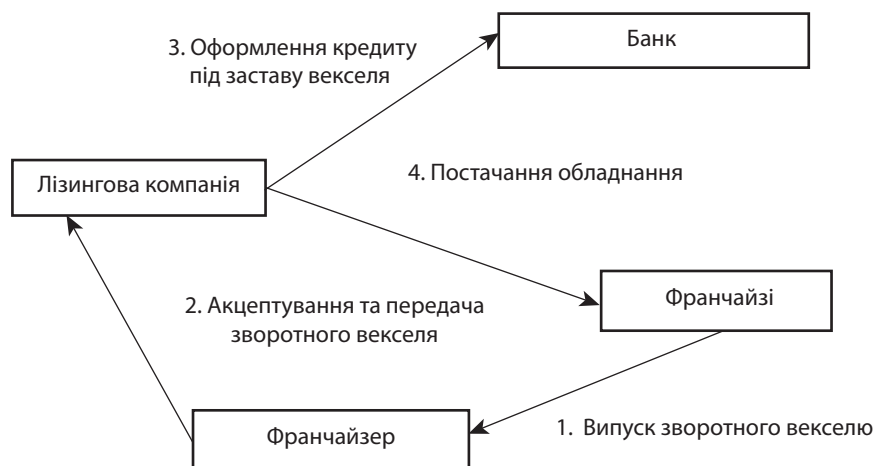 3. Оформлення кредиту
під заставу векселя
Банк
Лізингова компанія
4. Постачання обладнання
2. Акцептування та передача
зворотного векселя
Франчайзі
Франчайзер
1. Випуск зворотного векселю